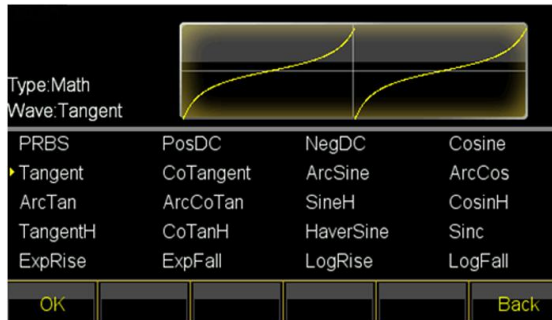 Type:Math
Wave:Tangent
PRBS PosDC NegDC Cosine
Tangent CoTangent ArcSine ArcCos
ArcTan ArcCoTan SineH CosinH
TangentH CoTanH HaverSine Sinc
ExpRise ExpFall LogRise LogFall
OK Back